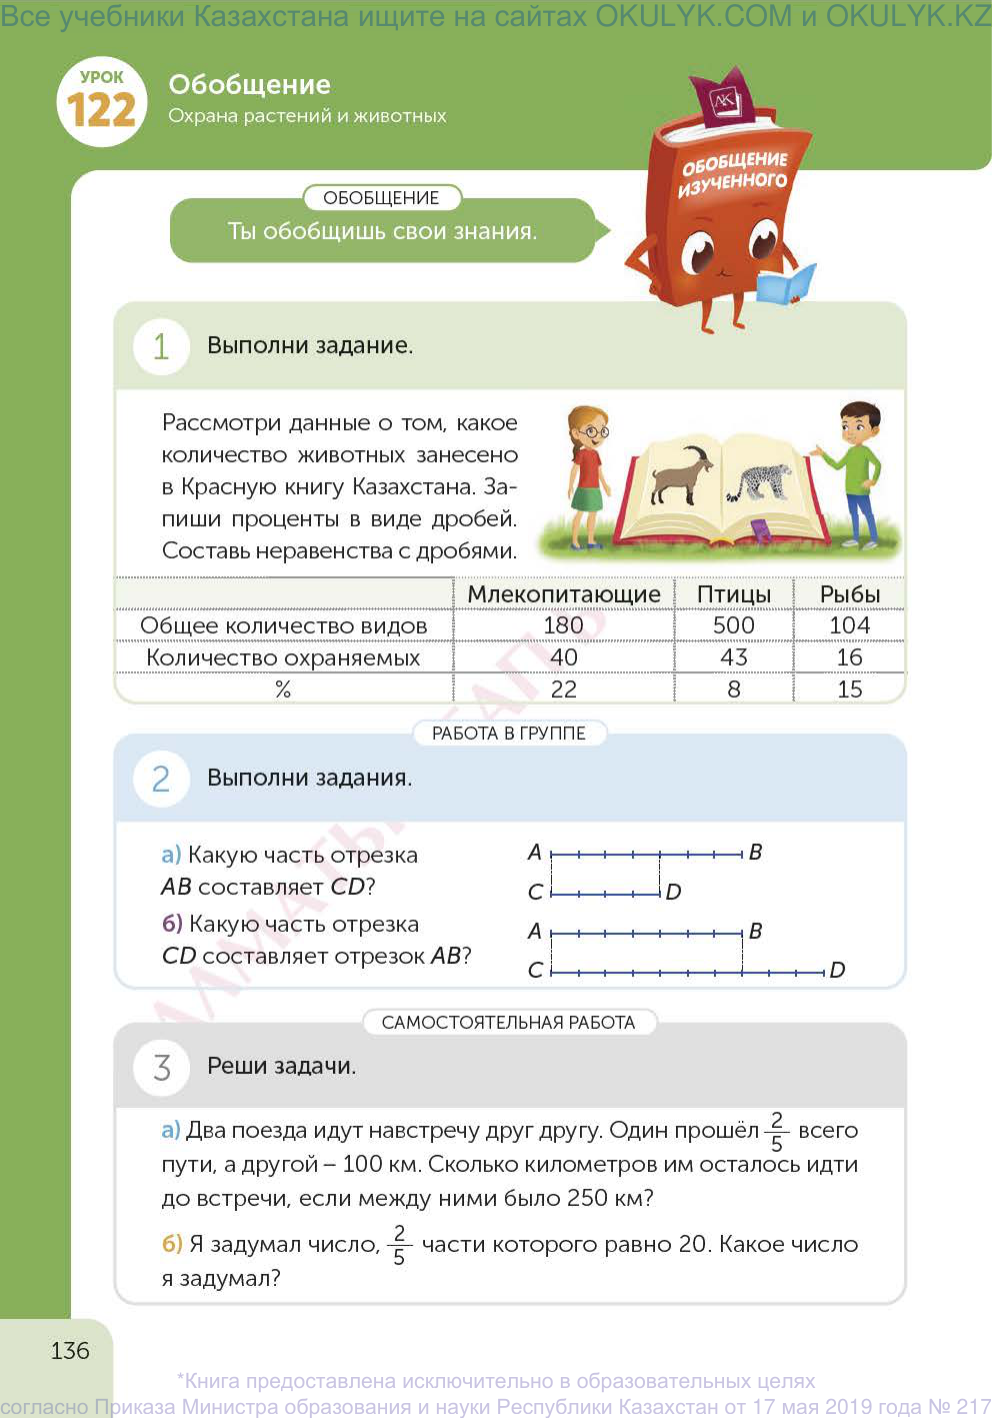 Все учебники Казахстана ищите на сайтах OKULYK.COM и OKULYK.KZ
УРОК
122
Обобщение
Охрана растений и животных
АК
ОБОБЩЕНИЕ
ИЗУЧЕННОГО
ОБОБЩЕНИЕ
Ты обобщишь свои знания.
1
Выполни задание.
Рассмотри данные о том, какое
количество животных занесено
в Красную книгу Казахстана. За-
пиши проценты в виде дробей.
Составь неравенства с дробями.
Млекопитающие Птицы Рыбы
Общее количество видов 180 500 104
Количество охраняемых 40 43 16
% 22 8 15
РАБОТА В ГРУППЕ
2
Выполни задания.
а) Какую часть отрезка
AB составляет CD?
A B
C D
б) Какую часть отрезка
CD составляет отрезок AB?
A B
C D
САМОСТОЯТЕЛЬНАЯ РАБОТА
3
Реши задачи.
а) Два поезда идут навстречу друг другу. Один прошёл 2/5 всего
пути, а другой – 100 км. Сколько километров им осталось идти
до встречи, если между ними было 250 км?
б) Я задумал число, 2/5 части которого равно 20. Какое число
я задумал?
136
*Книга предоставлена исключительно в образовательных целях
согласно Приказа Министра образования и науки Республики Казахстан от 17 мая 2019 года № 217